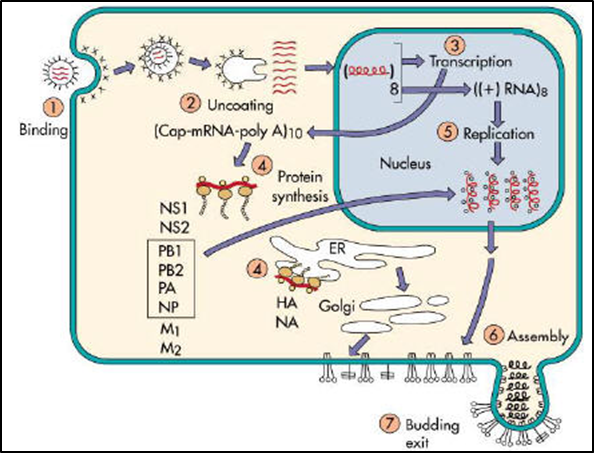 1
Binding
2 Uncoating
3
Transcription
8
((+) RNA)8
(Cap-mRNA-poly A)10
5 Replication
Nucleus
4
Protein
synthesis
NS1
NS2
PB1
PB2
PA
NP
M1
M2
ER
4
HA
NA
Golgi
6 Assembly
7 Budding
exit